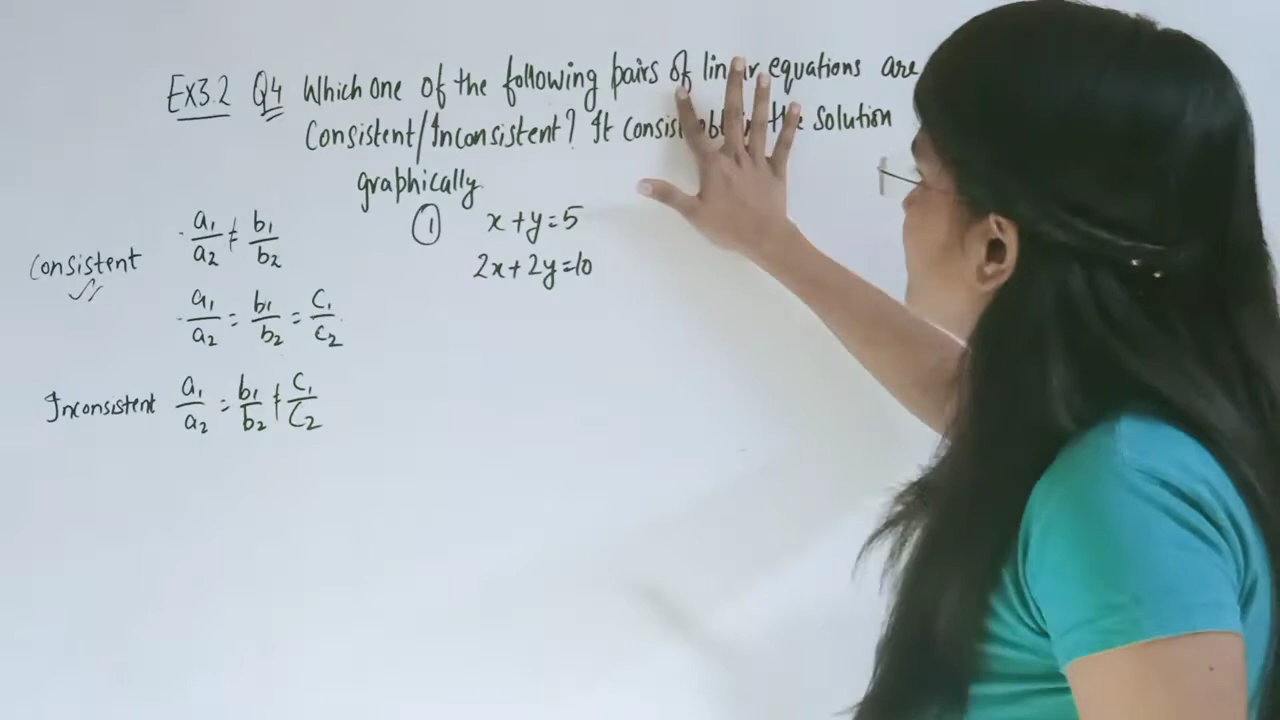 Ex3.2 Q4 Which one of the following pairs of linear equations are
Consistent/Inconsistent? If the solution
graphically.
① x+y=5
2x+2y=10
Consistent a₁/a₂ ≠ b₁/b₂
a₁/a₂ = b₁/b₂ = C₁/C₂
Inconsistent a₁/a₂ = b₁/b₂ ≠ C₁/C₂